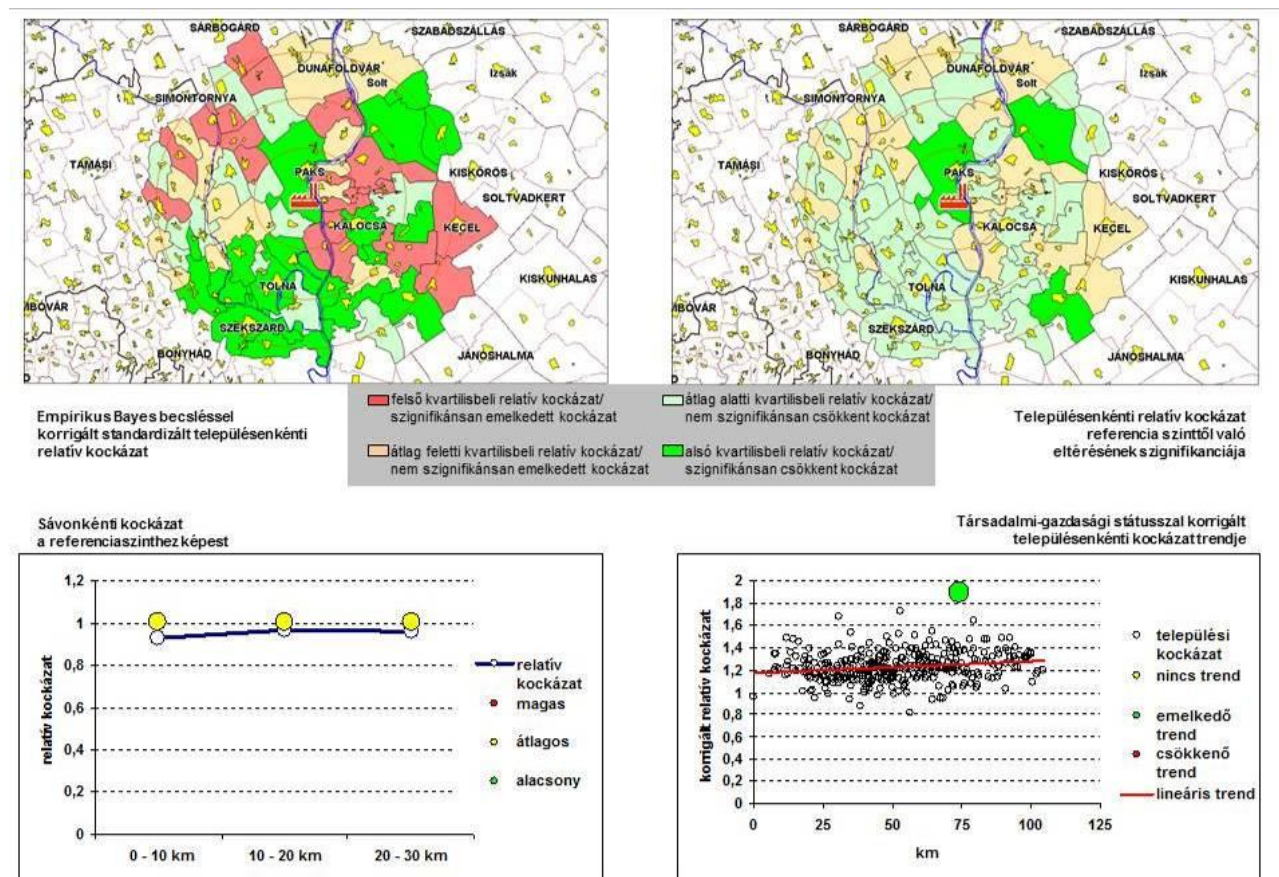 SÁRBOGÁRD
SZABADSZÁLLÁS
DUNAFÖLDVÁR
Izsák
Solt
SIMONTORNYA
TAMÁSI
PAKS
KISKŐRÖS
SOLTVADKERT
KALOCSA
KECEL
KISKUNHALAS
TOLNA
MBÓVÁR
SZEKSZÁRD
BONYHÁD
JÁNOSHALMA
SÁRBOGÁRD
SZABADSZÁLLÁS
DUNAFÖLDVÁR
Izsák
Solt
SIMONTORNYA
TAMÁSI
PAKS
KISKŐRÖS
SOLTVADKERT
KALOCSA
KECEL
KISKUNHALAS
TOLNA
MBÓVÁR
SZEKSZÁRD
BONYHÁD
JÁNOSHALMA
Empirikus Bayes becsléssel
korrigált standardizált településenkénti
relatív kockázat
felső kvartilisbeli relatív kockázat/
szignifikánsan emelkedett kockázat
átlag feletti kvartilisbeli relatív kockázat/
nem szignifikánsan emelkedett kockázat
átlag alatti kvartilisbeli relatív kockázat/
nem szignifikánsan csökkent kockázat
alsó kvartilisbeli relatív kockázat/
szignifikánsan csökkent kockázat
Településenkénti relatív kockázat
referencia szinttől való
eltérésének szignifikanciája
Sávonkénti kockázat
a referenciaszinthez képest
relatív kockázat
1,2
1
0,8
0,6
0,4
0,2
0
0 - 10 km
10 - 20 km
20 - 30 km
relatív
kockázat
magas
átlagos
alacsony
Társadalmi-gazdasági státusszal korrigált
településenkénti kockázat trendje
korrigált relatív kockázat
2
1,8
1,6
1,4
1,2
1
0,8
0,6
0,4
0,2
0
0
25
50
75
100
125
km
települési
kockázat
nincs trend
emelkedő
trend
csökkenő
trend
lineáris trend